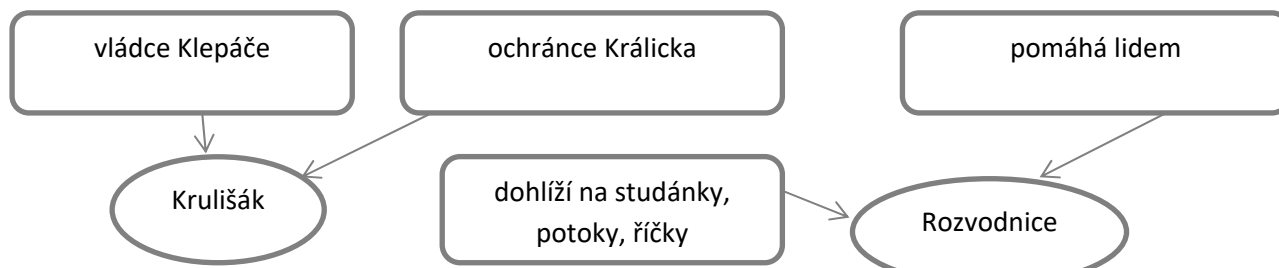 vládce Klepáče
ochránce Králicka
pomáhá lidem
Krulišák
dohlíží na studánky,
potoky, říčky
Rozvodnice